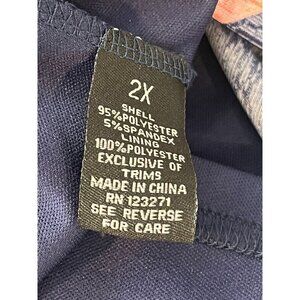 2X
SHELL
95%POLYESTER
5%SPANDEX
LINING
100%POLYESTER
EXCLUSIVE OF
TRIMS
MADE IN CHINA
RN 123271
SEE REVERSE
FOR CARE